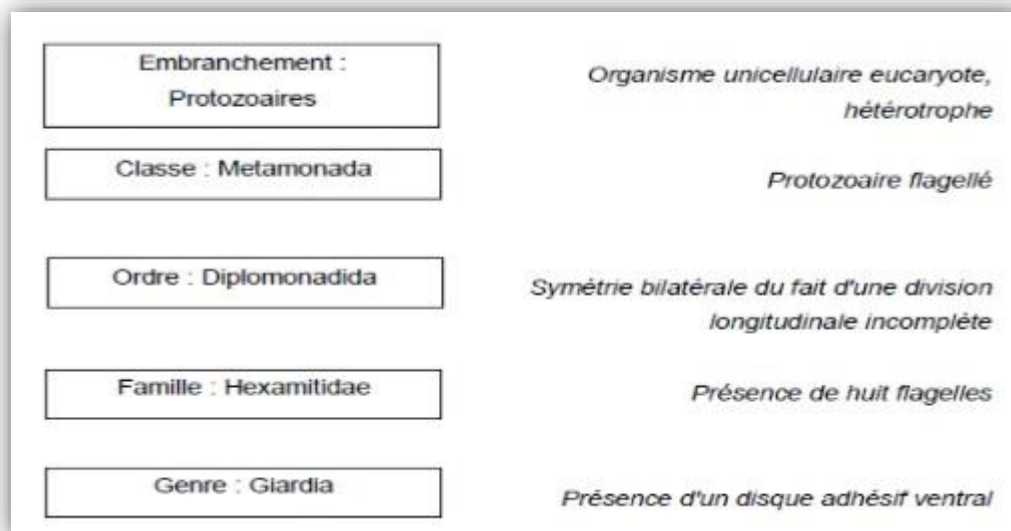 Embranchement :
Protozoaires
Organisme unicellulaire eucaryote,
hétérotrophe
Classe : Metamonada
Protozoaire flagellé
Ordre : Diplomonadida
Symétrie bilatérale du fait d'une division
longitudinale incomplète
Famille : Hexamitidae
Présence de huit flagelles
Genre : Giardia
Présence d'un disque adhésif ventral